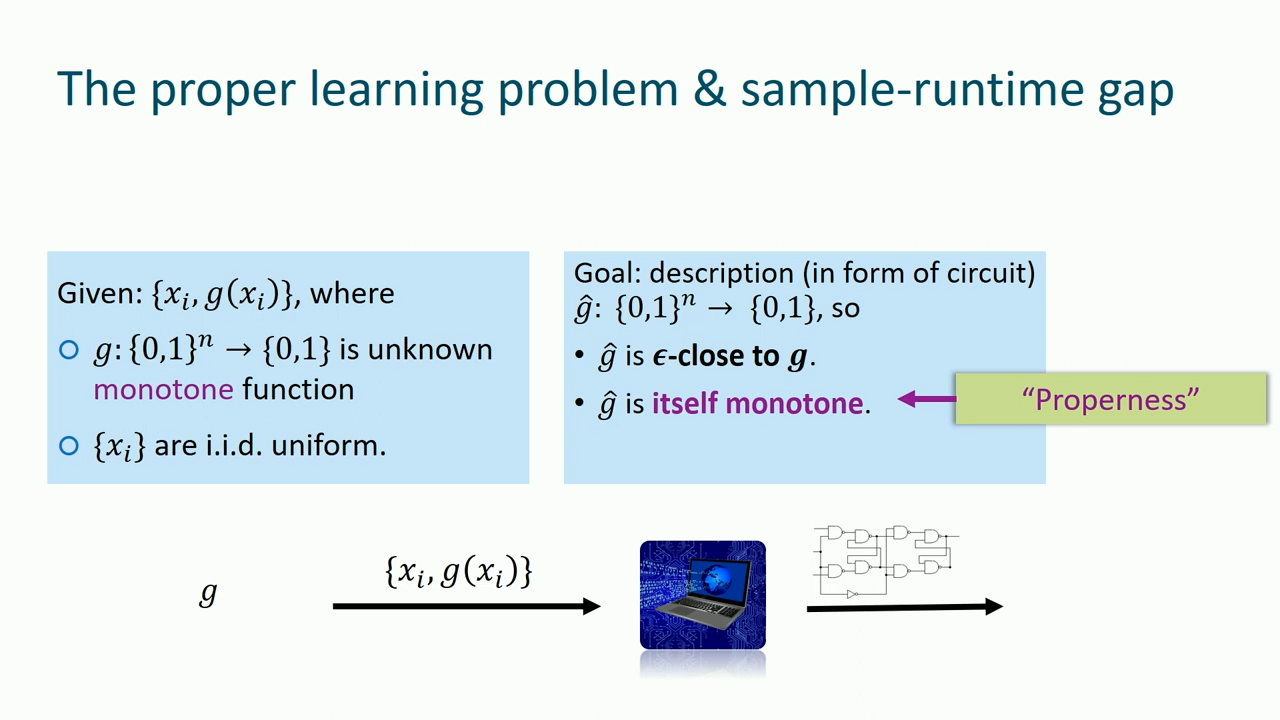 The proper learning problem & sample-runtime gap
Given: {𝑥ᵢ, 𝑔(𝑥ᵢ)}, where
𝑔: {0,1}ⁿ → {0,1} is unknown
monotone function
{𝑥ᵢ} are i.i.d. uniform.
Goal: description (in form of circuit)
𝑔̂: {0,1}ⁿ → {0,1}, so
• 𝑔̂ is ϵ-close to 𝒈.
• 𝑔̂ is itself monotone.
“Properness”
𝑔
{𝑥ᵢ, 𝑔(𝑥ᵢ)}